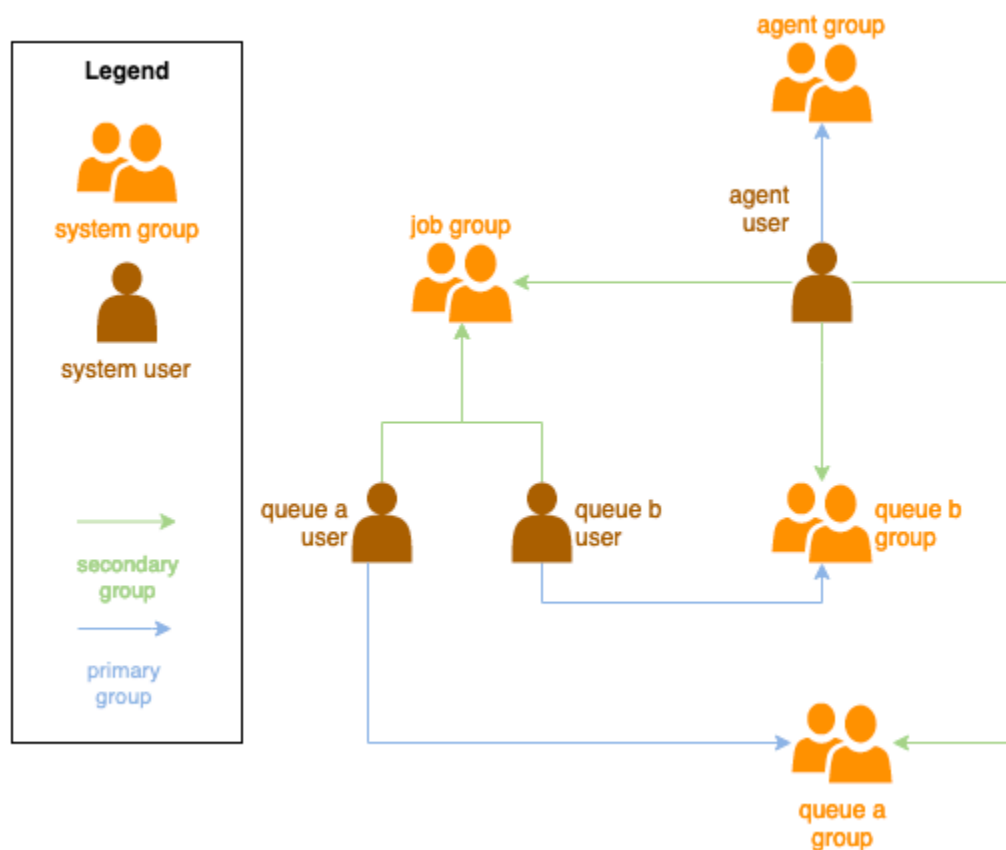 Legend
system group
system user
secondary
group
primary
group
agent group
agent
user
job group
queue a
user
queue b
user
queue b
group
queue a
group